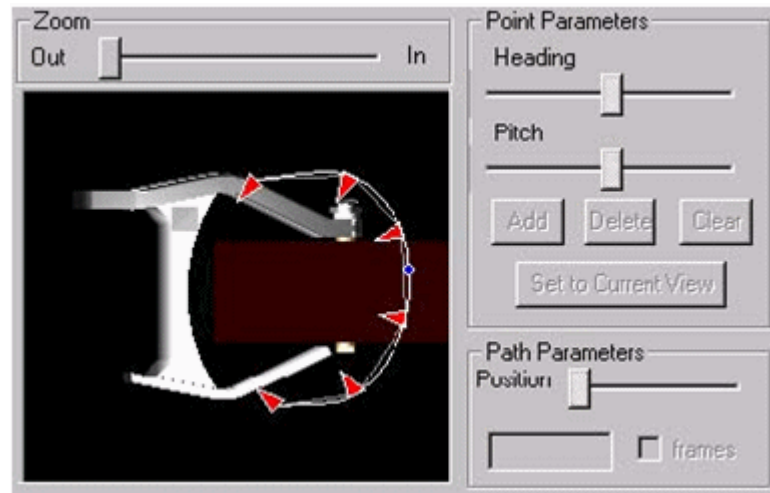 Zoom
Out
In
Point Parameters
Heading
Pitch
Add
Delete
Clear
Set to Current View
Path Parameters
Position
frames